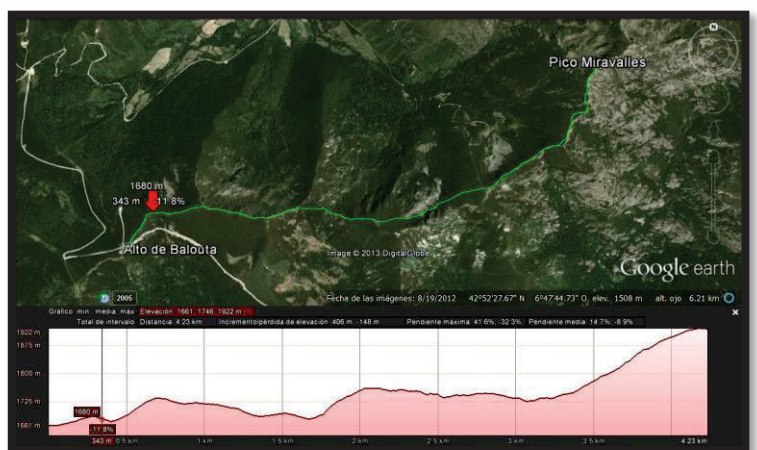 N
Pico Miravalles
1680 m
343 m -11.8%
Alto de Balouta
Image © 2013 DigitalGlobe
Google earth
2005
Fecha de las imágenes: 8/19/2012 42°52'27.67" N 6°47'44.73" O elev. 1508 m alt. ojo 6.21 km
Gráfico mín. media. máx Elevación 1661, 1746, 1922 m
Total de intervalo Distancia: 4.23 km Incremento/pérdida de elevación: 406 m, -148 m Pendiente máxima: 41.6%, -32.3% Pendiente media: 14.7%, -8.9%
1922 m
1875 m
1800 m
1725 m
1680 m
1661 m
-11.8%
343 m 0.5 km 1 km 1.5 km 2 km 2.5 km 3 km 3.5 km 4.23 km